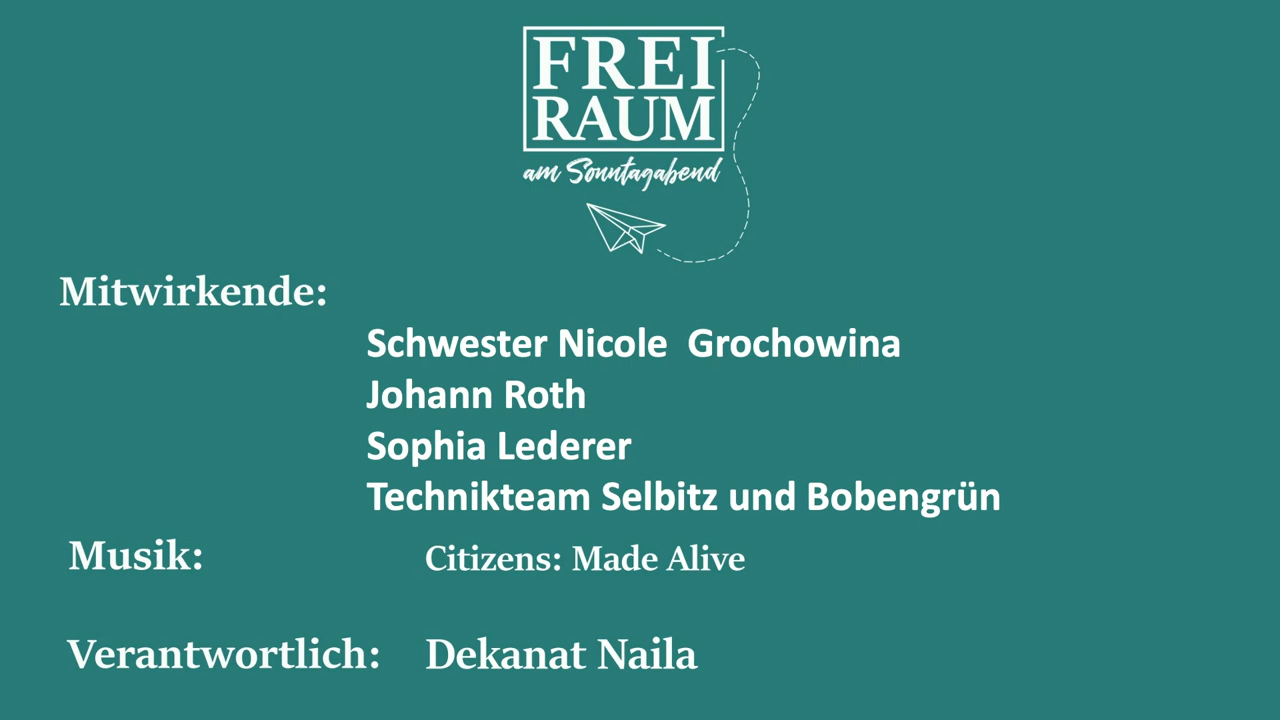 FREI
RAUM
am Sonntagabend
Mitwirkende:
Schwester Nicole  Grochowina
Johann Roth
Sophia Lederer
Technikteam Selbitz und Bobengrün
Musik: Citizens: Made Alive
Verantwortlich: Dekanat Naila